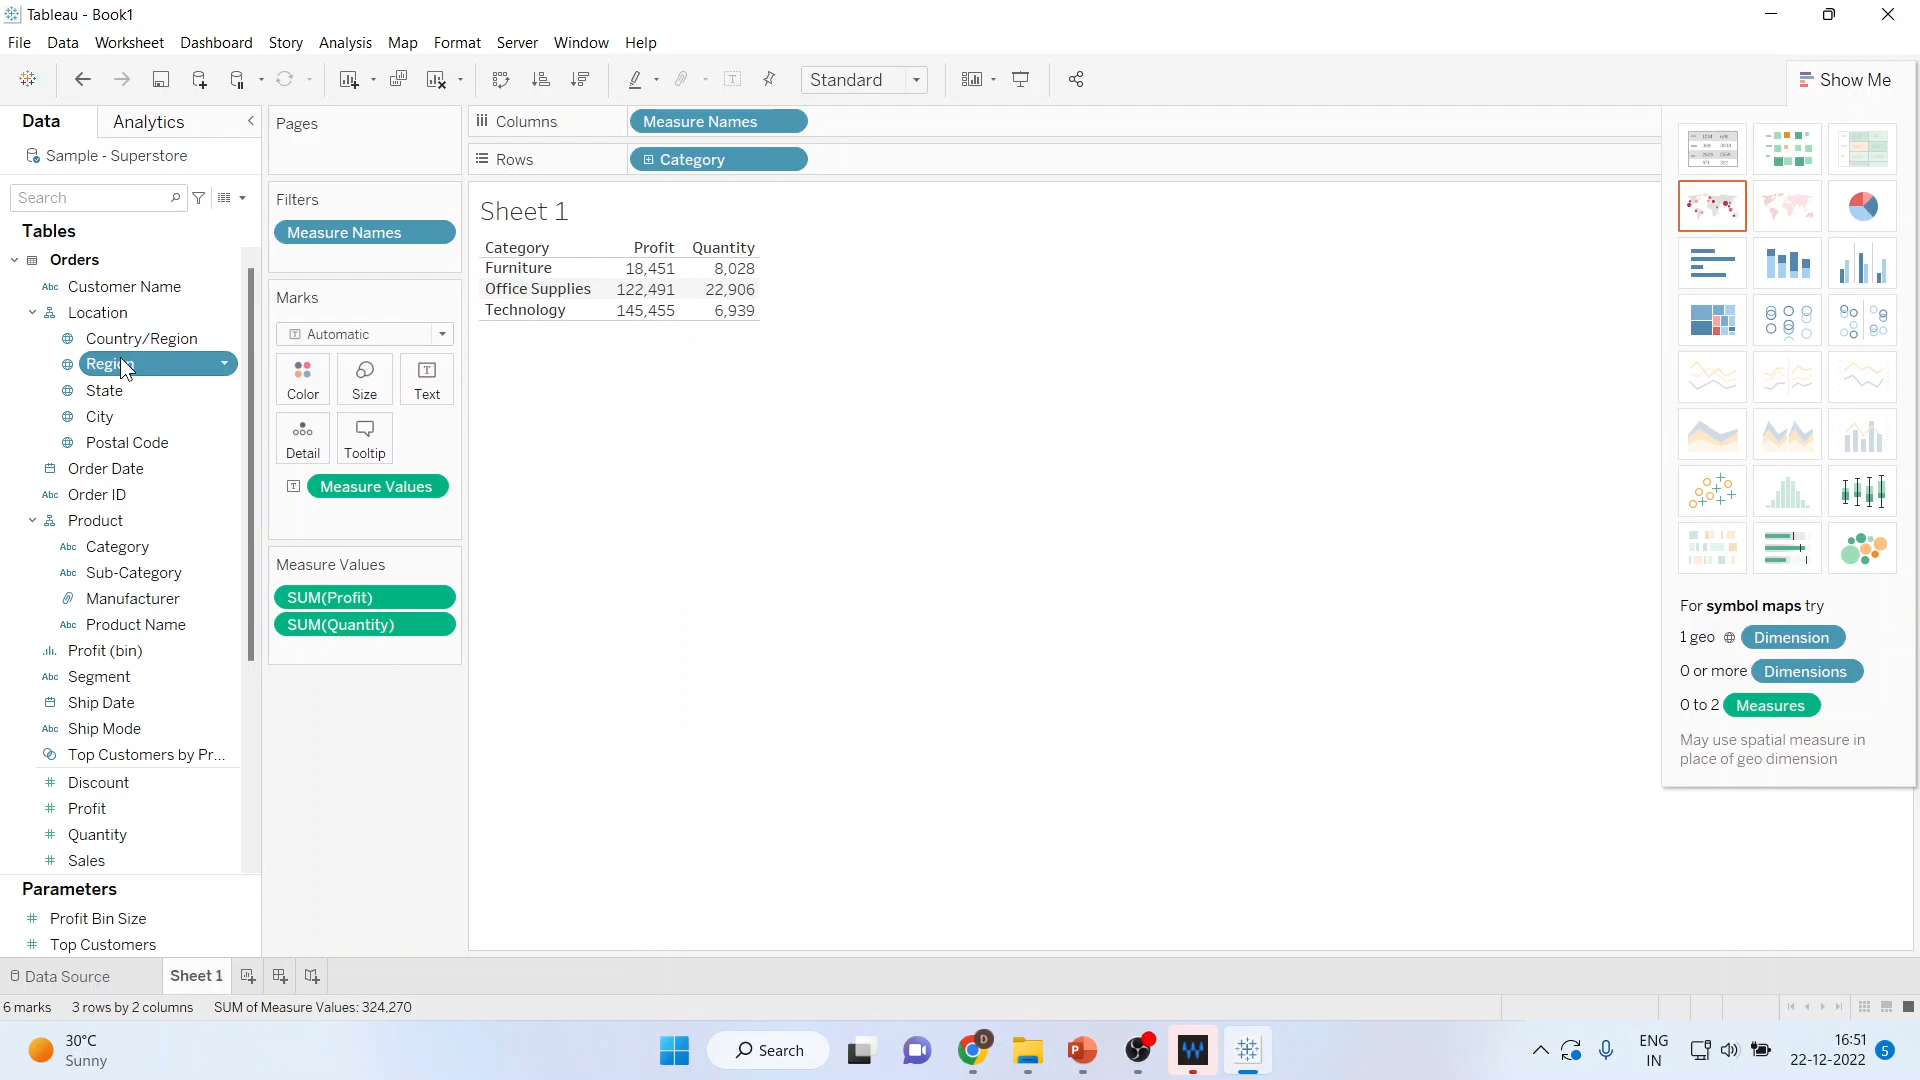 Tableau - Book1
File Data Worksheet Dashboard Story Analysis Map Format Server Window Help
Standard
Show Me
Data Analytics
Sample - Superstore
Search
Tables
Orders
Abc Customer Name
Location
Country/Region
Region
State
City
Postal Code
Order Date
Abc Order ID
Product
Abc Category
Abc Sub-Category
Manufacturer
Abc Product Name
Profit (bin)
Abc Segment
Ship Date
Abc Ship Mode
Top Customers by Pr...
# Discount
# Profit
# Quantity
# Sales
Parameters
# Profit Bin Size
# Top Customers
Pages
Filters
Measure Names
Marks
Automatic
Color Size Text
Detail Tooltip
Measure Values
Measure Values
SUM(Profit)
SUM(Quantity)
Columns Measure Names
Rows Category
Sheet 1
Category Profit Quantity
Furniture 18,451 8,028
Office Supplies 122,491 22,906
Technology 145,455 6,939
For symbol maps try
1 geo Dimension
0 or more Dimensions
0 to 2 Measures
May use spatial measure in
place of geo dimension
Data Source Sheet 1
6 marks 3 rows by 2 columns SUM of Measure Values: 324,270
30°C
Sunny
Search
D
ENG
IN
16:51
22-12-2022
5